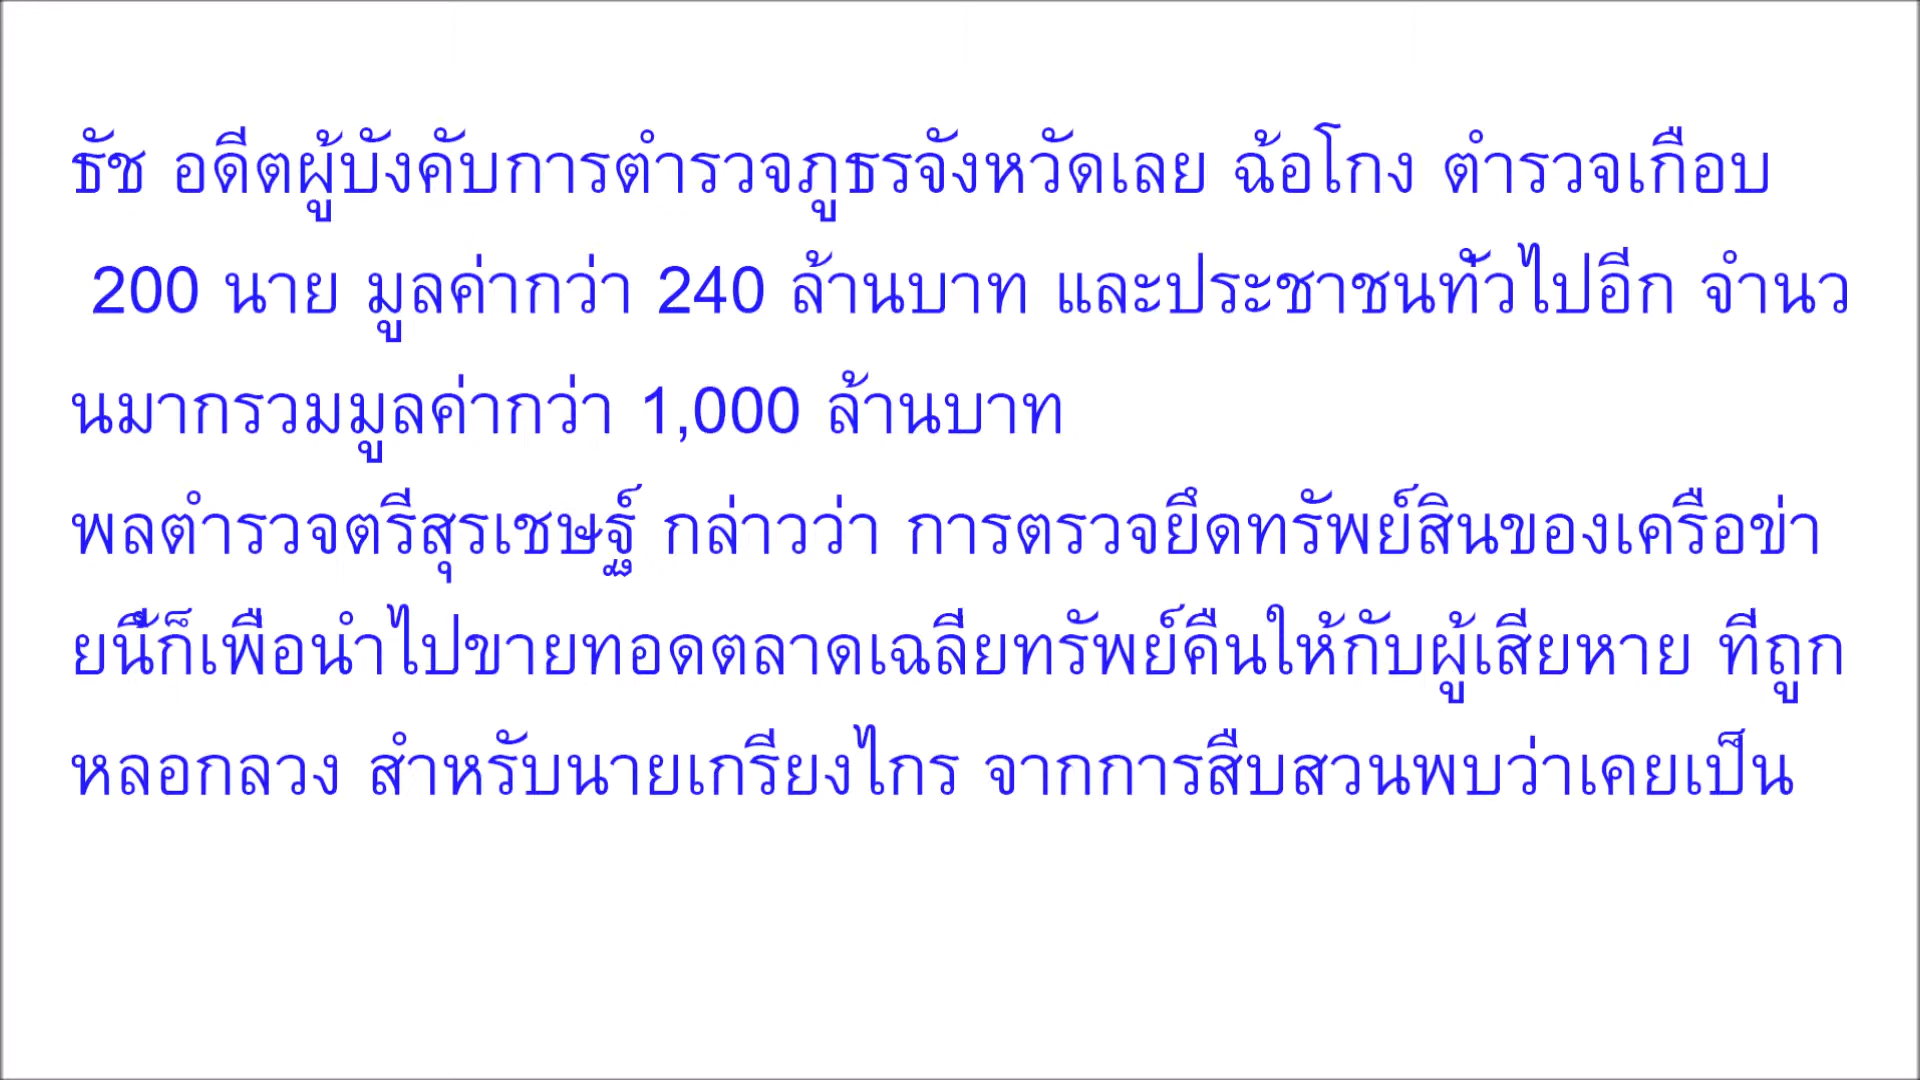 ธัช อดีตผู้บังคับการตำรวจภูธรจังหวัดเลย ฉ้อโกง ตำรวจเกือบ
200 นาย มูลค่ากว่า 240 ล้านบาท และประชาชนทั่วไปอีก จำนว
นมากรวมมูลค่ากว่า 1,000 ล้านบาท
พลตำรวจตรีสุรเชษฐ์ กล่าวว่า การตรวจยึดทรัพย์สินของเครือข่า
ยนี้ก็เพื่อนำไปขายทอดตลาดเฉลี่ยทรัพย์คืนให้กับผู้เสียหาย ที่ถูก
หลอกลวง สำหรับนายเกรียงไกร จากการสืบสวนพบว่าเคยเป็น